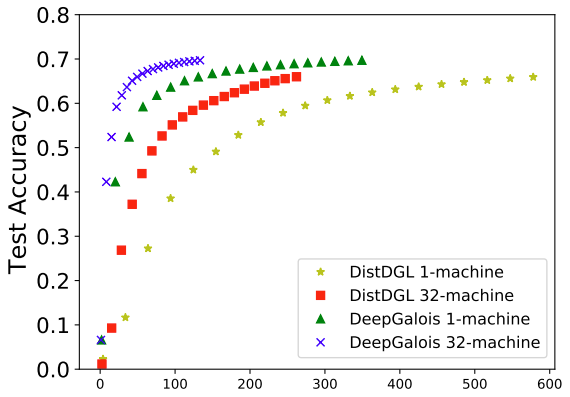 0.8
0.7
0.6
0.5
0.4
0.3
0.2
0.1
0.0
Test Accuracy
0 100 200 300 400 500 600
DistDGL 1-machine
DistDGL 32-machine
DeepGalois 1-machine
DeepGalois 32-machine